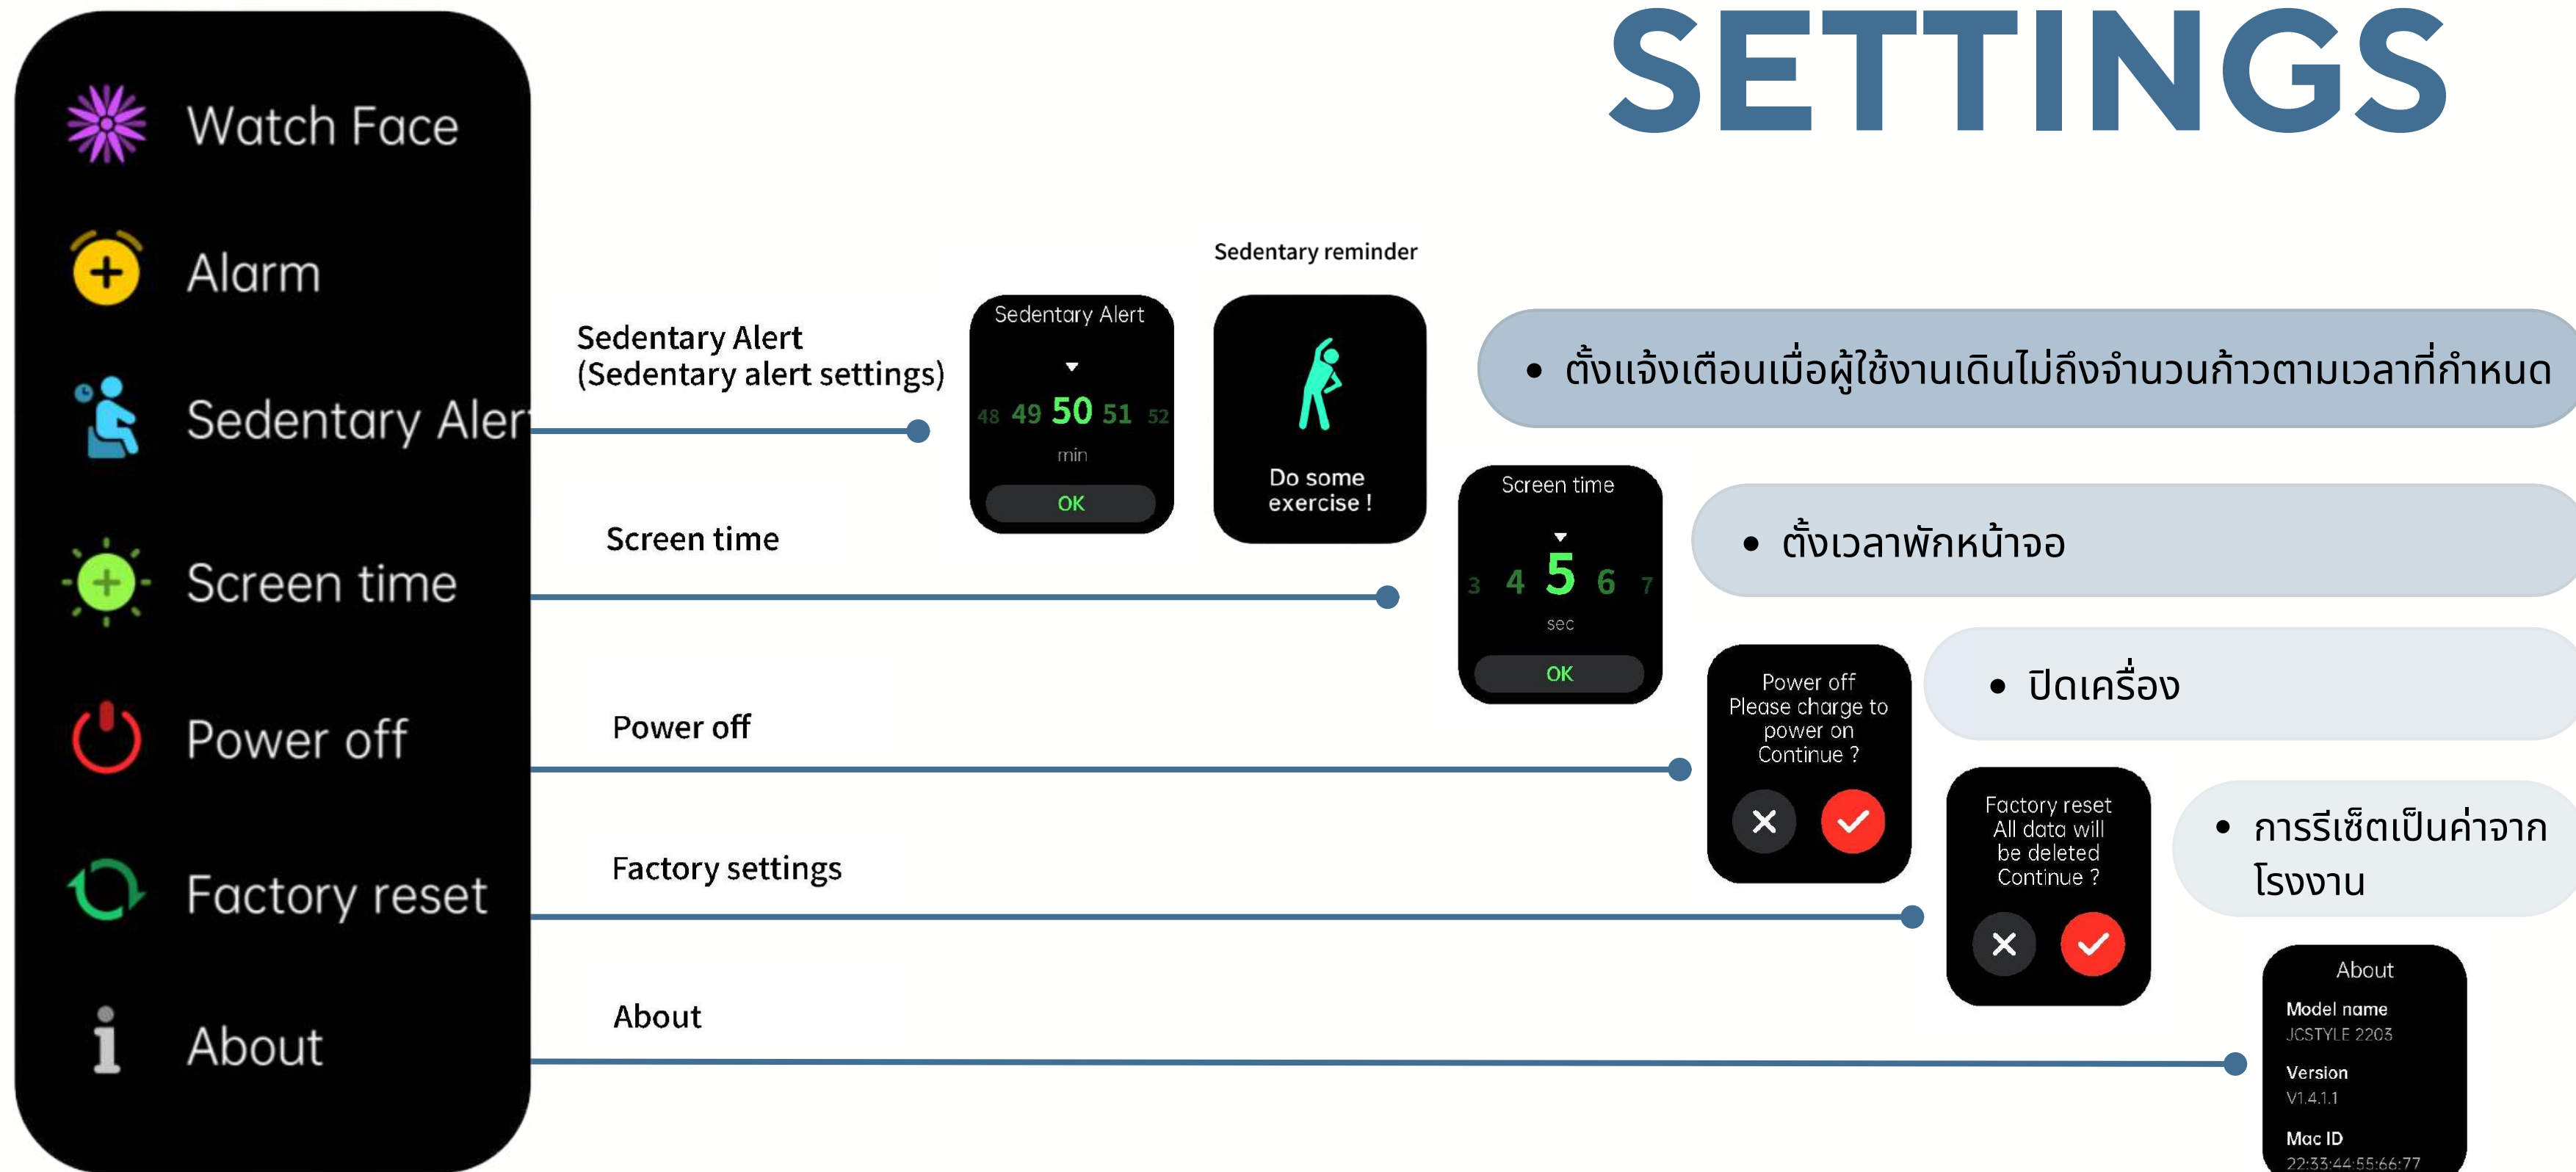 SETTINGS
Watch Face
Alarm
Sedentary Aler
Screen time
Power off
Factory reset
About
Sedentary Alert
(Sedentary alert settings)
Sedentary Alert
48 49 50 51 52
min
OK
Sedentary reminder
Do some
exercise !
• ตั้งแจ้งเตือนเมื่อผู้ใช้งานเดินไม่ถึงจำนวนก้าวตามเวลาที่กำหนด
Screen time
Screen time
3 4 5 6 7
sec
OK
• ตั้งเวลาพักหน้าจอ
Power off
Power off
Please charge to
power on
Continue ?
• ปิดเครื่อง
Factory settings
Factory reset
All data will
be deleted
Continue ?
• การรีเซ็ตเป็นค่าจาก
โรงงาน
About
About
Model name
JCSTYLE 2203
Version
V1.4.1.1
Mac ID
22:33:44:55:66:77